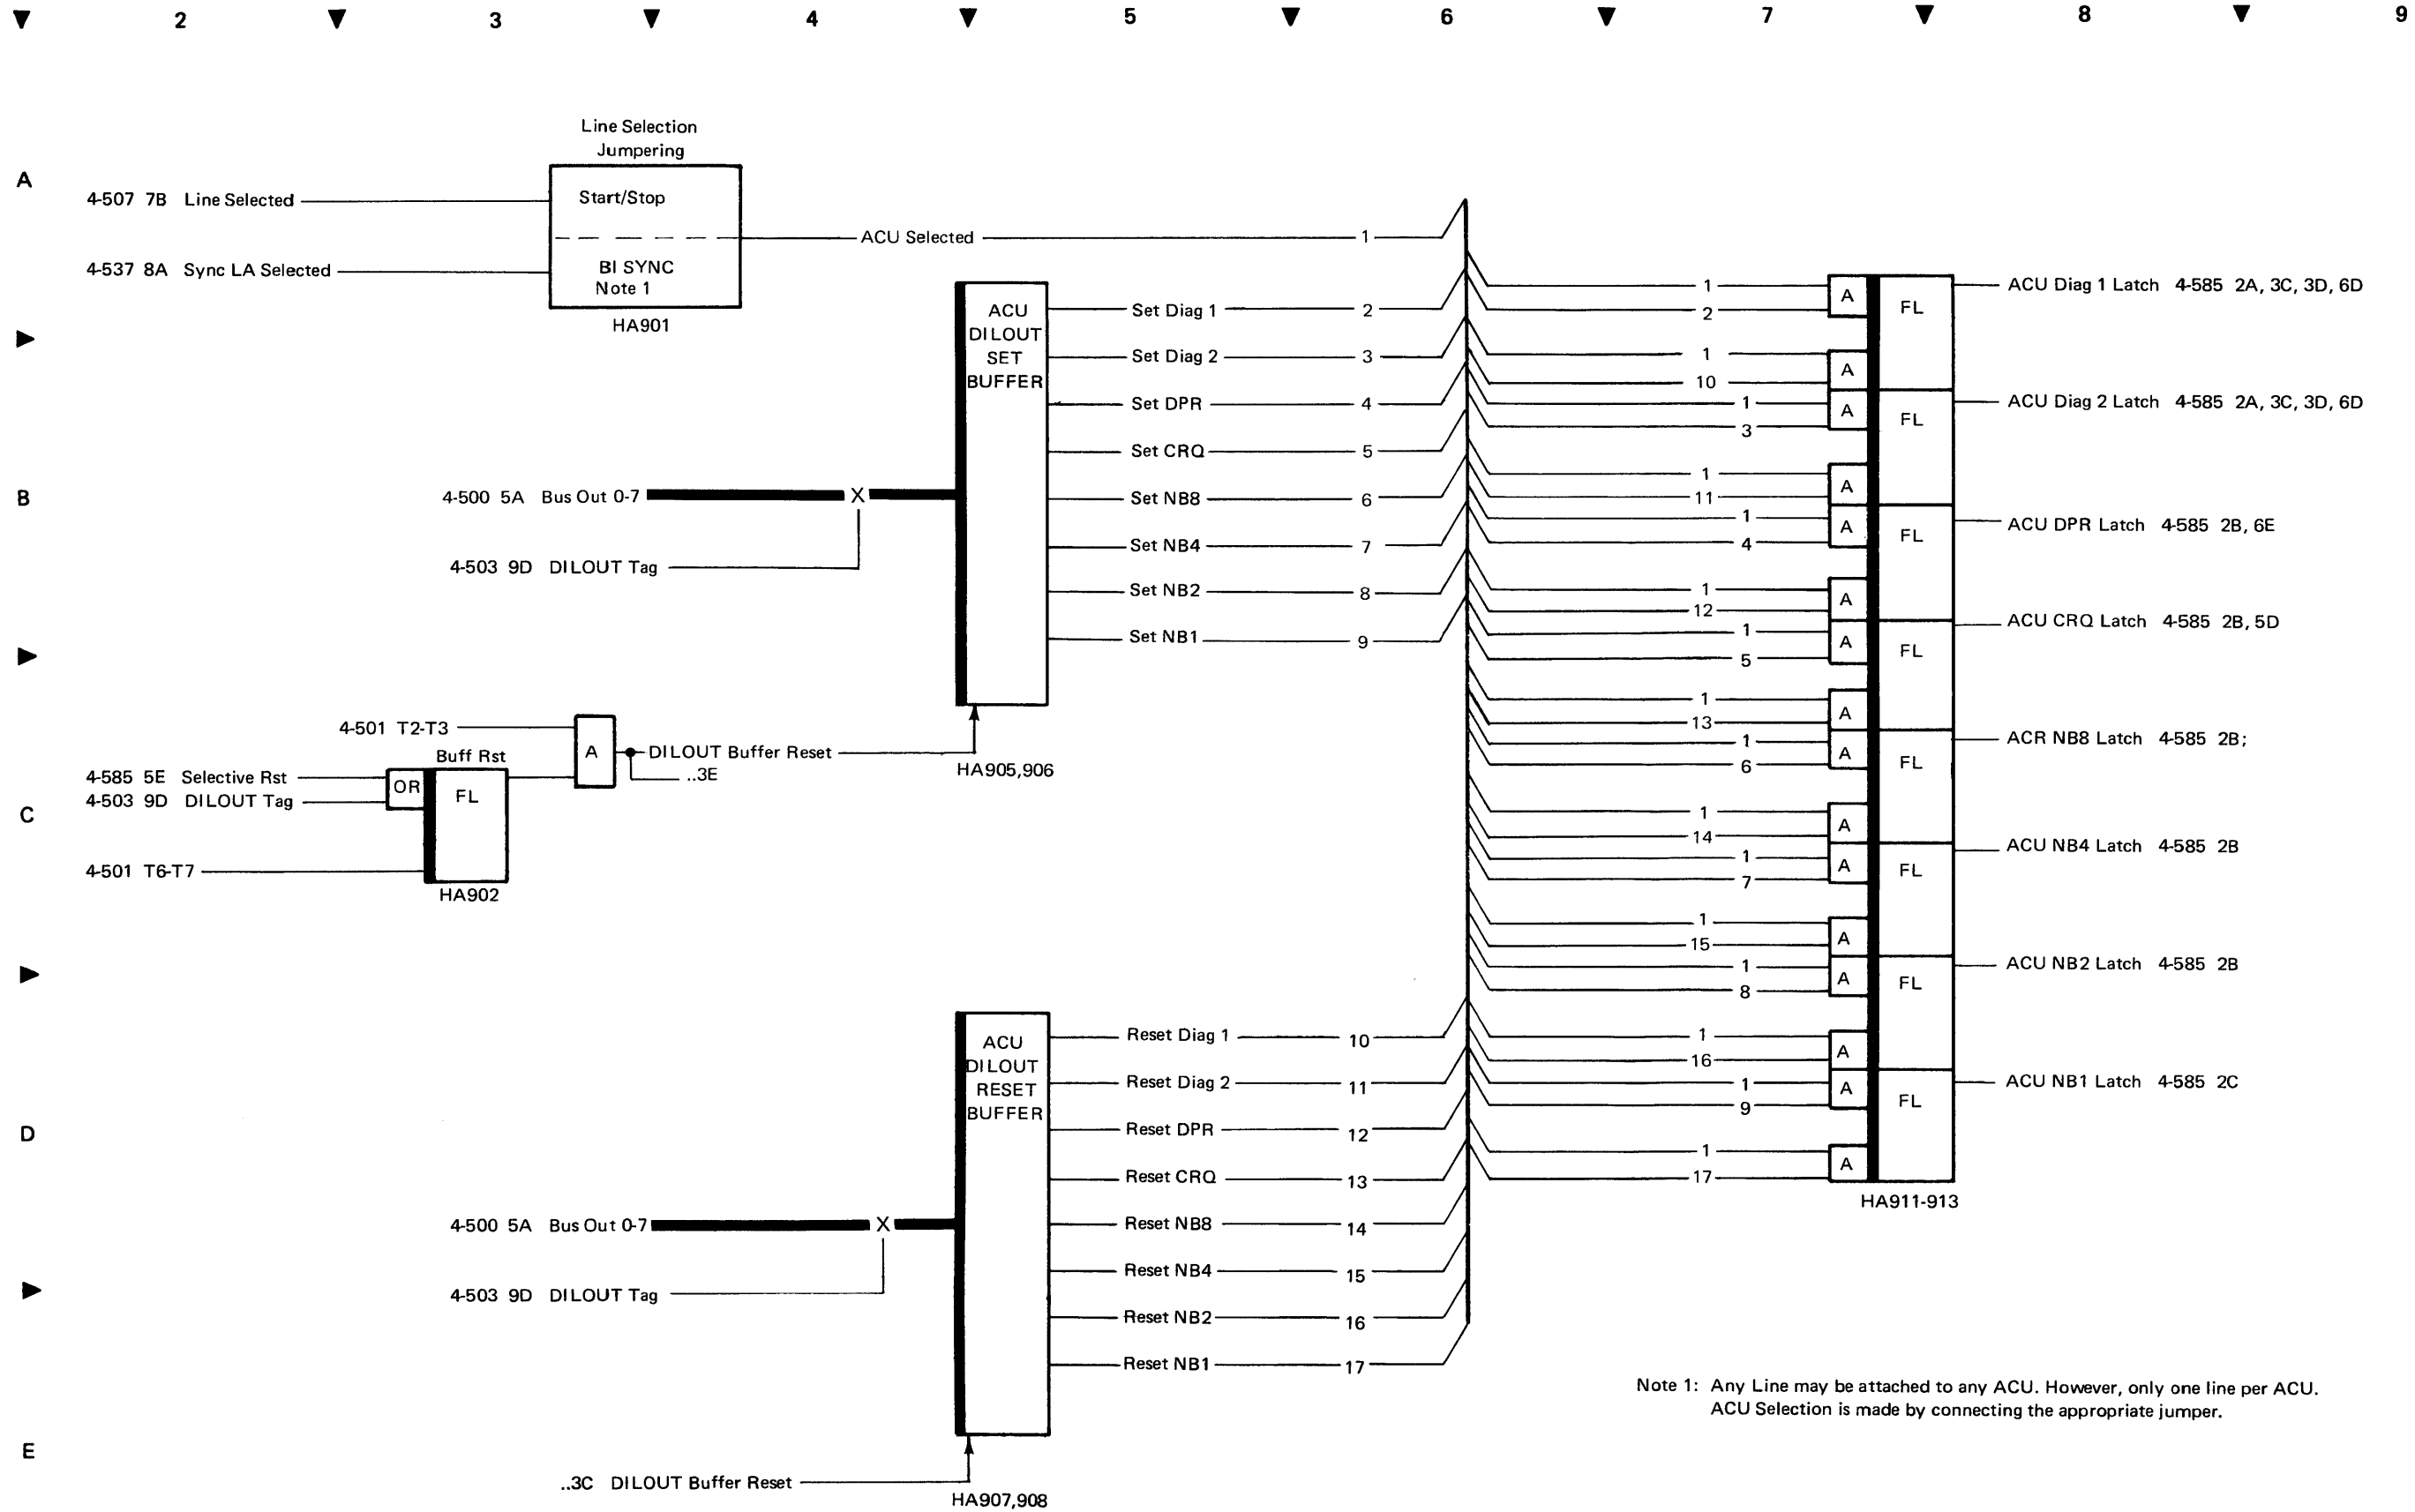 2 3 4 5 6 7 8 9
A
B
C
D
E
Line Selection
Jumpering
4-507 7B Line Selected
Start/Stop
4-537 8A Sync LA Selected
BI SYNC
Note 1
HA901
ACU Selected 1
ACU
DILOUT
SET
BUFFER
Set Diag 1 2
Set Diag 2 3
Set DPR 4
Set CRQ 5
Set NB8 6
Set NB4 7
Set NB2 8
Set NB1 9
4-500 5A Bus Out 0-7 X
4-503 9D DILOUT Tag
HA905,906
4-501 T2-T3
A
DILOUT Buffer Reset
..3E
Buff Rst
4-585 5E Selective Rst
4-503 9D DILOUT Tag
OR
FL
4-501 T6-T7
HA902
ACU
DILOUT
RESET
BUFFER
Reset Diag 1 10
Reset Diag 2 11
Reset DPR 12
Reset CRQ 13
Reset NB8 14
Reset NB4 15
Reset NB2 16
Reset NB1 17
4-500 5A Bus Out 0-7 X
4-503 9D DILOUT Tag
..3C DILOUT Buffer Reset
HA907,908
1
2
A
FL
ACU Diag 1 Latch 4-585 2A, 3C, 3D, 6D
1
10
A
1
3
A
FL
ACU Diag 2 Latch 4-585 2A, 3C, 3D, 6D
1
11
A
1
4
A
FL
ACU DPR Latch 4-585 2B, 6E
1
12
A
1
5
A
FL
ACU CRQ Latch 4-585 2B, 5D
1
13
A
1
6
A
FL
ACR NB8 Latch 4-585 2B;
1
14
A
1
7
A
FL
ACU NB4 Latch 4-585 2B
1
15
A
1
8
A
FL
ACU NB2 Latch 4-585 2B
1
16
A
1
9
A
FL
ACU NB1 Latch 4-585 2C
1
17
A
HA911-913
Note 1: Any Line may be attached to any ACU. However, only one line per ACU.
ACU Selection is made by connecting the appropriate jumper.